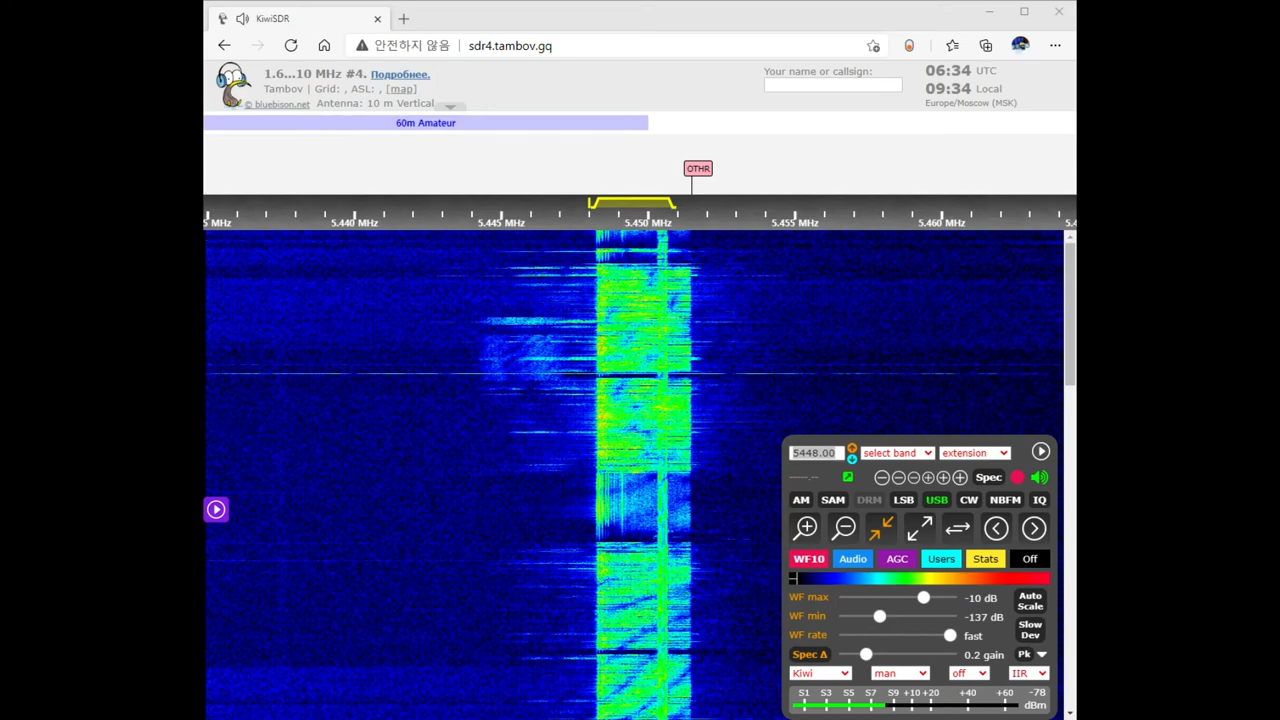 KiwiSDR
안전하지 않음 sdr4.tambov.gq
1.6...10 MHz #4. Подробнее.
Tambov | Grid: , ASL: , [map]
© bluebison.net Antenna: 10 m Vertical
Your name or callsign:
06:34 UTC
09:34 Local
Europe/Moscow (MSK)
60m Amateur
OTHR
5 MHz 5.440 MHz 5.445 MHz 5.450 MHz 5.455 MHz 5.460 MHz 5.4
5448.00 select band extension
-----.-- Spec
AM SAM DRM LSB USB CW NBFM IQ
WF10 Audio AGC Users Stats Off
WF max -10 dB Auto Scale
WF min -137 dB
WF rate fast Slow Dev
Spec Δ 0.2 gain Pk
Kiwi man off IIR
S1 S3 S5 S7 S9 +10 +20 +40 +60 -78 dBm